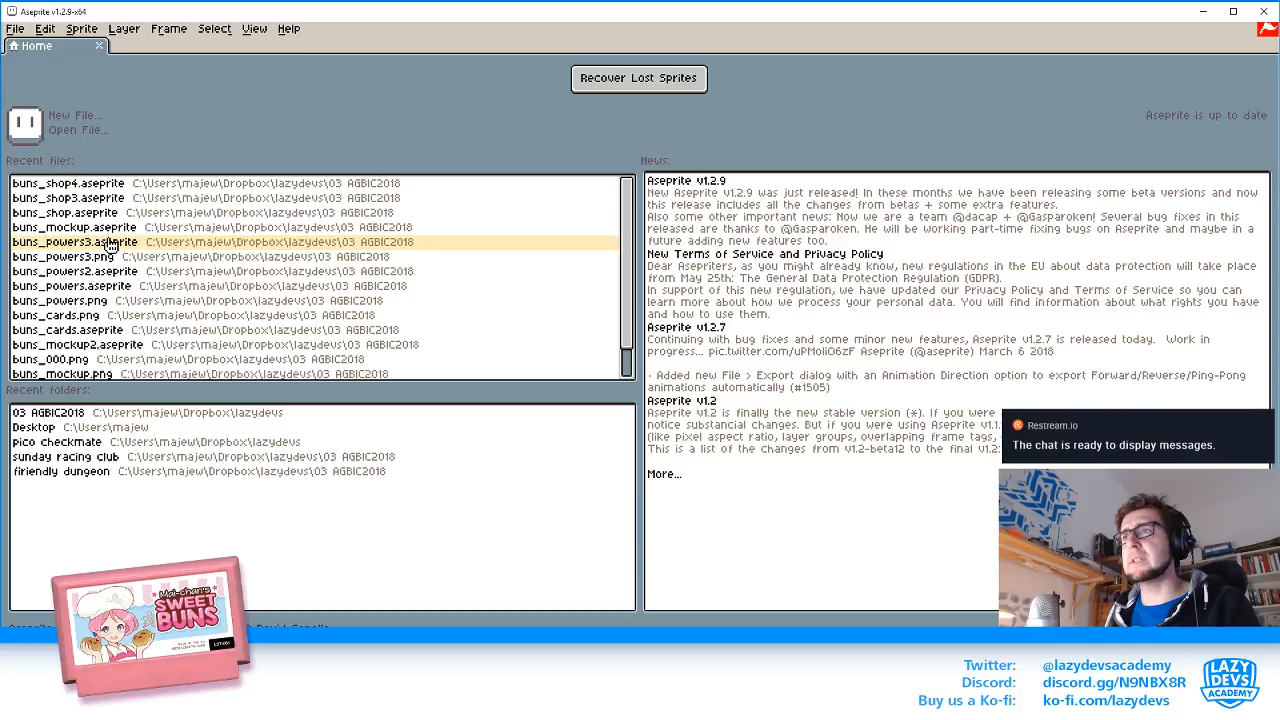 Aseprite v1.2.9-x64
File Edit Sprite Layer Frame Select View Help
Home
Recover Lost Sprites
New File...
Open File...
Aseprite is up to date
Recent files:
buns_shop4.aseprite C:\Users\majew\Dropbox\lazydevs\03 AGBIC2018
buns_shop3.aseprite C:\Users\majew\Dropbox\lazydevs\03 AGBIC2018
buns_shop.aseprite C:\Users\majew\Dropbox\lazydevs\03 AGBIC2018
buns_mockup.aseprite C:\Users\majew\Dropbox\lazydevs\03 AGBIC2018
buns_powers3.aseprite C:\Users\majew\Dropbox\lazydevs\03 AGBIC2018
buns_powers3.png C:\Users\majew\Dropbox\lazydevs\03 AGBIC2018
buns_powers2.aseprite C:\Users\majew\Dropbox\lazydevs\03 AGBIC2018
buns_powers.aseprite C:\Users\majew\Dropbox\lazydevs\03 AGBIC2018
buns_powers.png C:\Users\majew\Dropbox\lazydevs\03 AGBIC2018
buns_cards.png C:\Users\majew\Dropbox\lazydevs\03 AGBIC2018
buns_cards.aseprite C:\Users\majew\Dropbox\lazydevs\03 AGBIC2018
buns_mockup2.aseprite C:\Users\majew\Dropbox\lazydevs\03 AGBIC2018
buns_000.png C:\Users\majew\Dropbox\lazydevs\03 AGBIC2018
buns_mockup.png C:\Users\majew\Dropbox\lazydevs\03 AGBIC2018
Recent folders:
03 AGBIC2018 C:\Users\majew\Dropbox\lazydevs
Desktop C:\Users\majew
pico checkmate C:\Users\majew\Dropbox\lazydevs
sunday racing club C:\Users\majew\Dropbox\lazydevs\03 AGBIC2018
firiendly dungeon C:\Users\majew\Dropbox\lazydevs\03 AGBIC2018
News:
Aseprite v1.2.9
New Aseprite v1.2.9 was just released! In these months we have been releasing some beta versions and now
this release includes all the changes from betas + some extra features.
Also some other important news: Now we are a team @dacap + @Gasparoken! Several bug fixes in this
released are thanks to @Gasparoken. He will be working part-time fixing bugs on Aseprite and maybe in a
future adding new features too.
New Terms of Service and Privacy Policy
Dear Asepriters, as you might already know, new regulations in the EU about data protection will take place
from May 25th: The General Data Protection Regulation (GDPR).
In support of this new regulation, we have updated our Privacy Policy and Terms of Service so you can
learn more about how we process your personal data. You will find information about what rights you have
and how to use them.
Aseprite v1.2.7
Continuing with bug fixes and some minor new features, Aseprite v1.2.7 is released today. Work in
progress... pic.twitter.com/uPMoIiO6zF Aseprite (@aseprite) March 6 2018
· Added new File > Export dialog with an Animation Direction option to export Forward/Reverse/Ping-Pong
animations automatically (#1505)
Aseprite v1.2
Aseprite v1.2 is finally the new stable version (*). If you were
notice substancial changes. But if you were using Aseprite v1.1.
(like pixel aspect ratio, layer groups, overlapping frame tags,
This is a list of the changes from v1.2-beta12 to the final v1.2:
More...
Restream.io
The chat is ready to display messages.
Mai-chan's
SWEET
BUNS
Twitter: @lazydevsacademy
Discord: discord.gg/N9NBX8R
Buy us a Ko-fi: ko-fi.com/lazydevs
LAZY
DEVS
ACADEMY